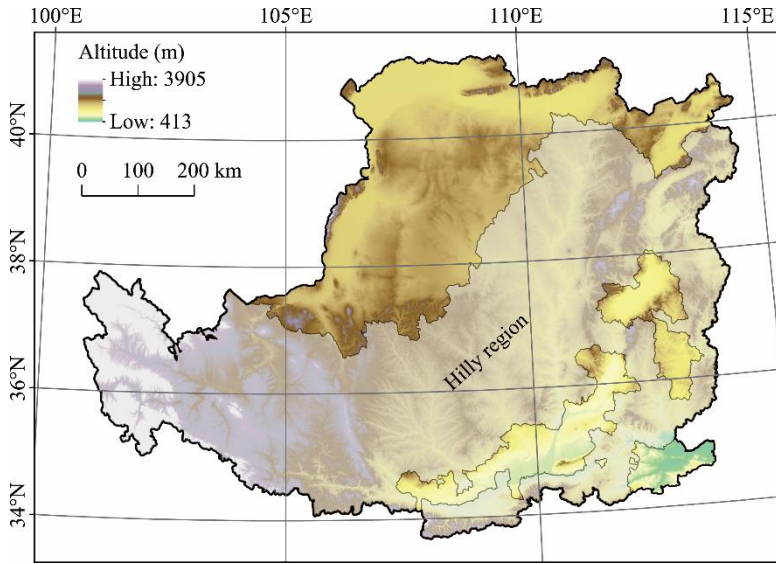 100°E
105°E
110°E
115°E
Altitude (m)
High: 3905
Low: 413
0 100 200 km
40°N
38°N
36°N
34°N
Hilly region